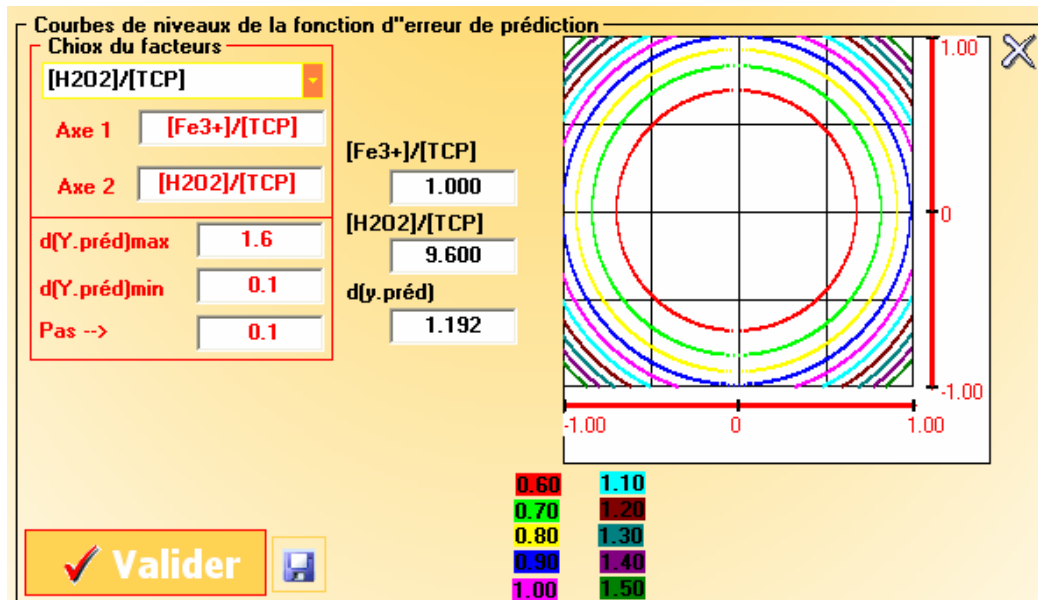 Courbes de niveaux de la fonction d"erreur de prédiction
Chiox du facteurs
[H2O2]/[TCP]
Axe 1 [Fe3+]/[TCP]
Axe 2 [H2O2]/[TCP]
d(Y.préd)max 1.6
d(Y.préd)min 0.1
Pas --> 0.1
[Fe3+]/[TCP]
1.000
[H2O2]/[TCP]
9.600
d(y.préd)
1.192
1.00
0
-1.00
-1.00 0 1.00
0.60 1.10
0.70 1.20
0.80 1.30
0.90 1.40
1.00 1.50
Valider